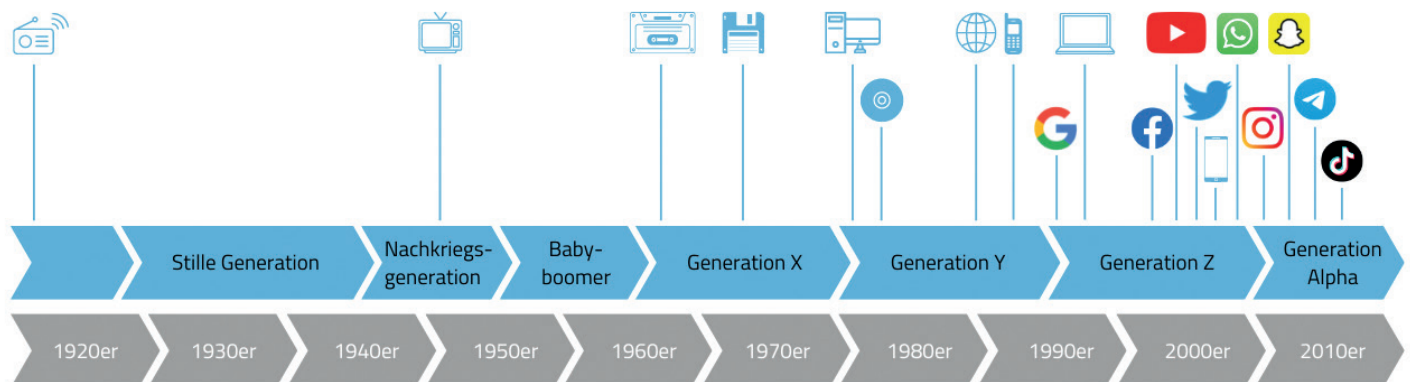 Stille Generation
Nachkriegs-
generation
Baby-
boomer
Generation X
Generation Y
Generation Z
Generation
Alpha
1920er
1930er
1940er
1950er
1960er
1970er
1980er
1990er
2000er
2010er